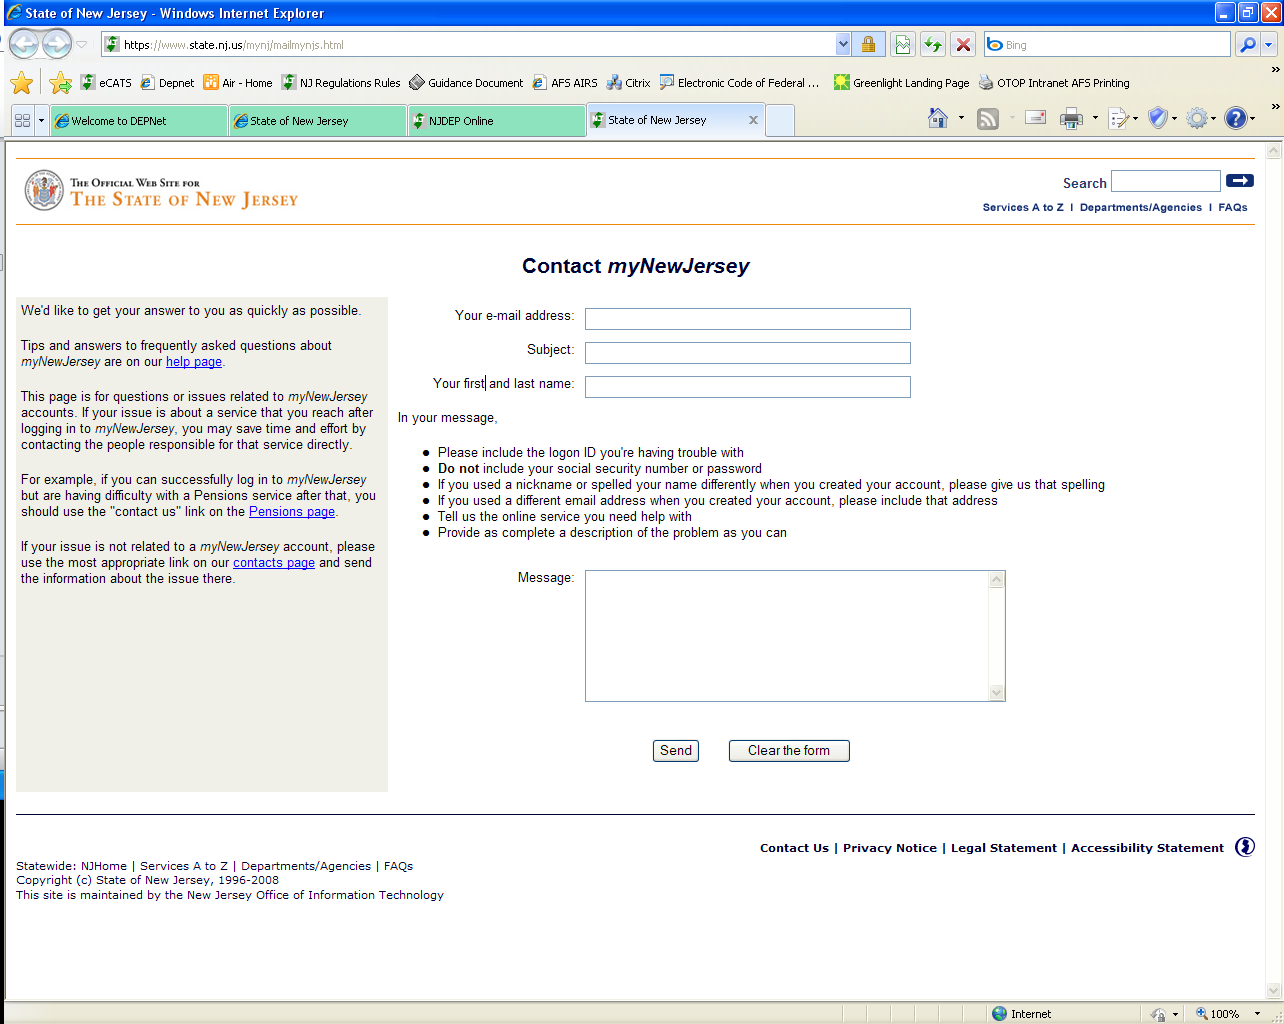 State of New Jersey - Windows Internet Explorer
https://www.state.nj.us/mynj/mailmynjs.html
Bing
eCATS Depnet Air - Home NJ Regulations Rules Guidance Document AFS AIRS Citrix Electronic Code of Federal ... Greenlight Landing Page OTOP Intranet AFS Printing
Welcome to DEPNet State of New Jersey NJDEP Online State of New Jersey
THE OFFICIAL WEB SITE FOR
THE STATE OF NEW JERSEY
Search
Services A to Z | Departments/Agencies | FAQs
Contact myNewJersey
We'd like to get your answer to you as quickly as possible.
Tips and answers to frequently asked questions about
myNewJersey are on our help page.
This page is for questions or issues related to myNewJersey
accounts. If your issue is about a service that you reach after
logging in to myNewJersey, you may save time and effort by
contacting the people responsible for that service directly.
For example, if you can successfully log in to myNewJersey
but are having difficulty with a Pensions service after that, you
should use the "contact us" link on the Pensions page.
If your issue is not related to a myNewJersey account, please
use the most appropriate link on our contacts page and send
the information about the issue there.
Your e-mail address:
Subject:
Your first and last name:
In your message,
● Please include the logon ID you're having trouble with
● Do not include your social security number or password
● If you used a nickname or spelled your name differently when you created your account, please give us that spelling
● If you used a different email address when you created your account, please include that address
● Tell us the online service you need help with
● Provide as complete a description of the problem as you can
Message:
Send Clear the form
Contact Us | Privacy Notice | Legal Statement | Accessibility Statement
Statewide: NJHome | Services A to Z | Departments/Agencies | FAQs
Copyright (c) State of New Jersey, 1996-2008
This site is maintained by the New Jersey Office of Information Technology
Internet 100%